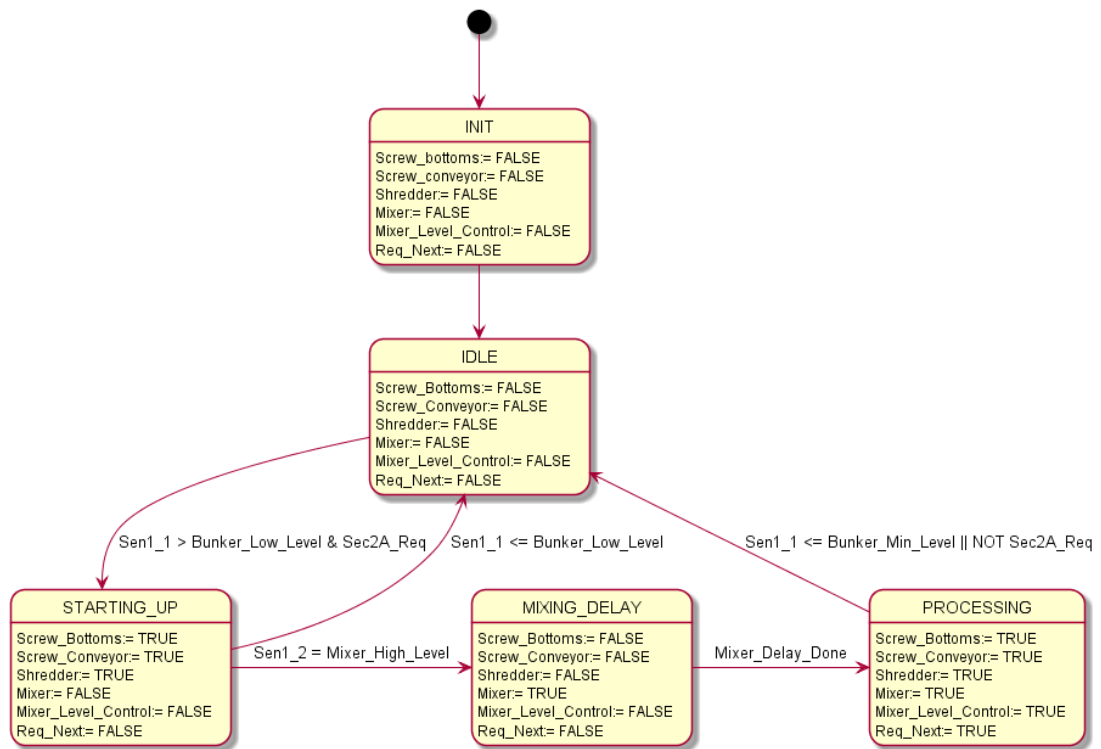 INIT
Screw_bottoms:= FALSE
Screw_conveyor:= FALSE
Shredder:= FALSE
Mixer:= FALSE
Mixer_Level_Control:= FALSE
Req_Next:= FALSE
IDLE
Screw_Bottoms:= FALSE
Screw_Conveyor:= FALSE
Shredder:= FALSE
Mixer:= FALSE
Mixer_Level_Control:= FALSE
Req_Next:= FALSE
Sen1_1 > Bunker_Low_Level & Sec2A_Req
Sen1_1 <= Bunker_Low_Level
Sen1_1 <= Bunker_Min_Level || NOT Sec2A_Req
STARTING_UP
Screw_Bottoms:= TRUE
Screw_Conveyor:= TRUE
Shredder:= TRUE
Mixer:= FALSE
Mixer_Level_Control:= FALSE
Req_Next:= FALSE
Sen1_2 = Mixer_High_Level
MIXING_DELAY
Screw_Bottoms:= FALSE
Screw_Conveyor:= FALSE
Shredder:= FALSE
Mixer:= TRUE
Mixer_Level_Control:= FALSE
Req_Next:= FALSE
Mixer_Delay_Done
PROCESSING
Screw_Bottoms:= TRUE
Screw_Conveyor:= TRUE
Shredder:= TRUE
Mixer:= TRUE
Mixer_Level_Control:= TRUE
Req_Next:= TRUE